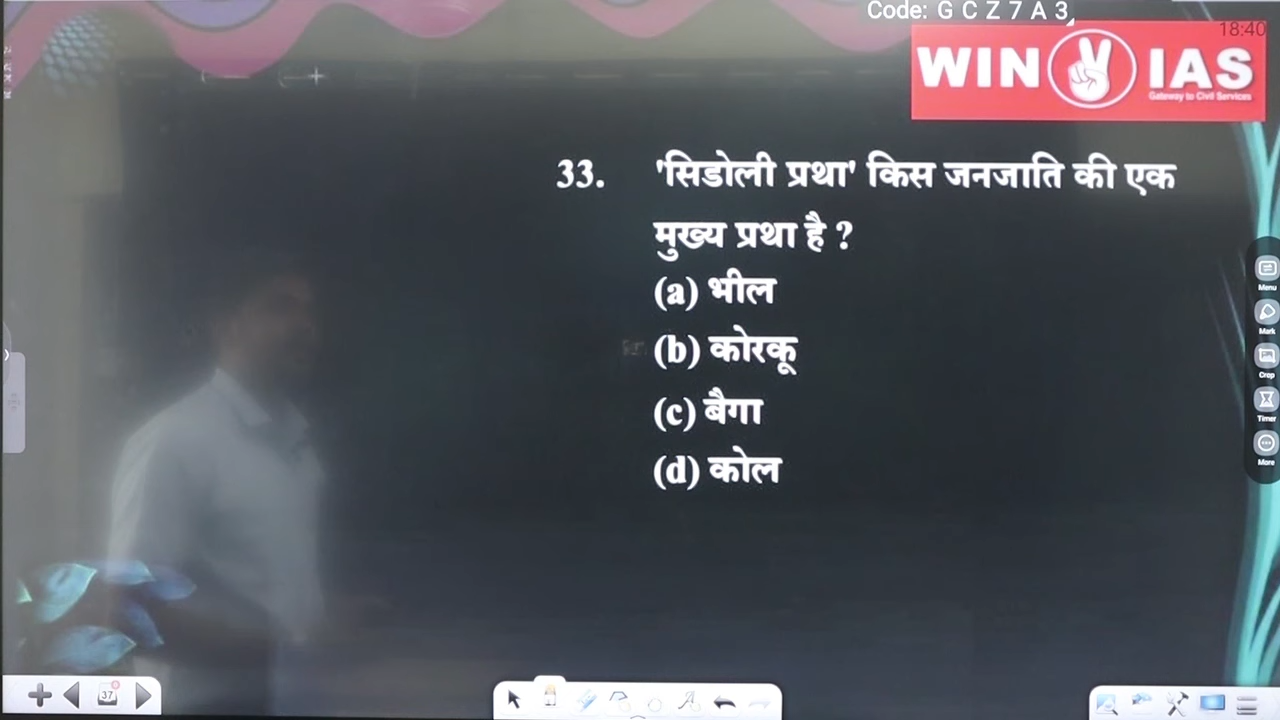 Code: G C Z 7 A 3
18:40
WIN IAS
Gateway to Civil Services
33. 'सिडोली प्रथा' किस जनजाति की एक
मुख्य प्रथा है ?
(a) भील
(b) कोरकू
(c) बैगा
(d) कोल
Menu
Mark
Crop
Timer
More
37